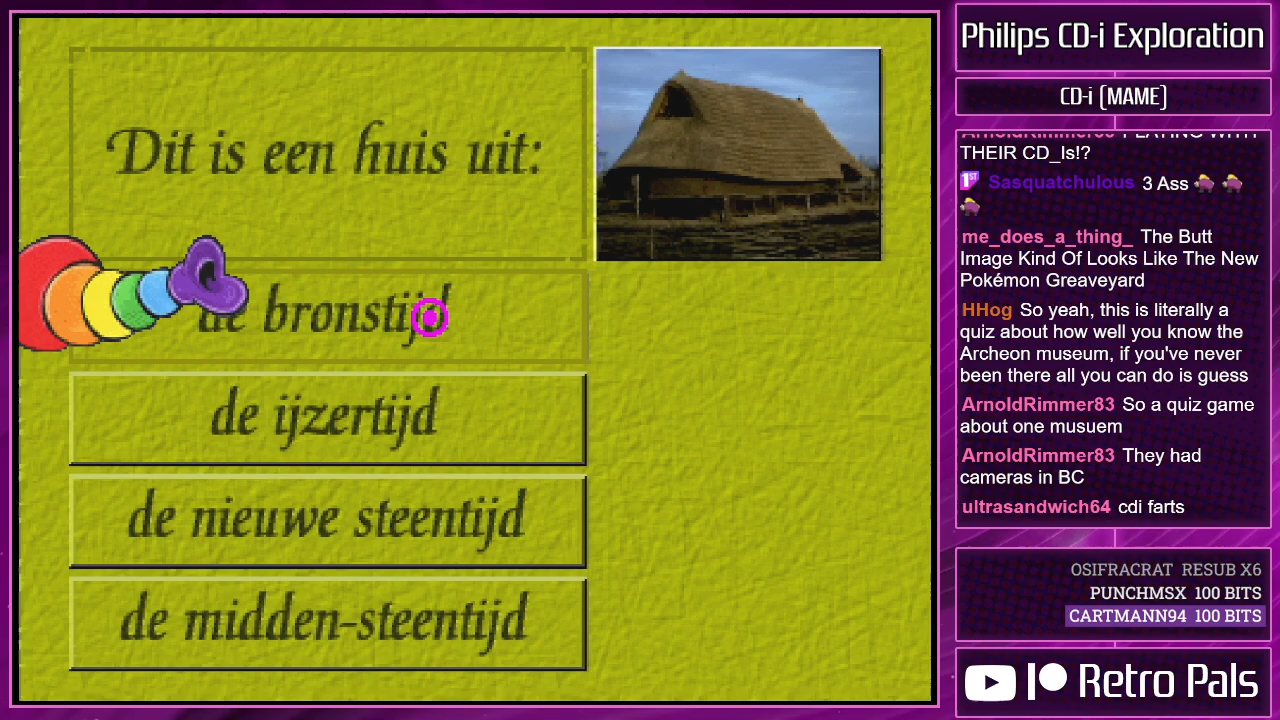 Dit is een huis uit:
de bronstijd
de ijzertijd
de nieuwe steentijd
de midden-steentijd
Philips CD-i Exploration
CD-i [MAME]
THEIR CD_Is!?
1ST Sasquatchulous 3 Ass
me_does_a_thing_ The Butt
Image Kind Of Looks Like The New
Pokémon Greaveyard
HHog So yeah, this is literally a
quiz about how well you know the
Archeon museum, if you've never
been there all you can do is guess
ArnoldRimmer83 So a quiz game
about one musuem
ArnoldRimmer83 They had
cameras in BC
ultrasandwich64 cdi farts
OSIFRACRAT RESUB X6
PUNCHMSX 100 BITS
CARTMANN94 100 BITS
Retro Pals